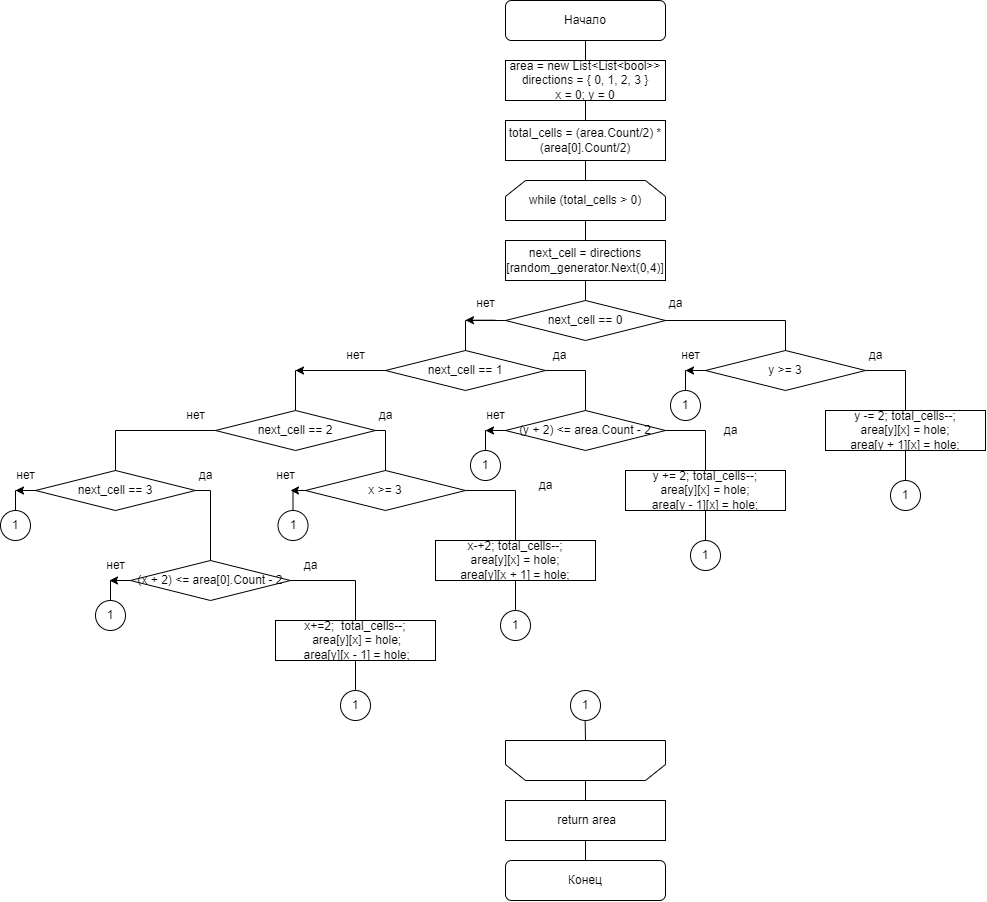 Начало
area = new List<List<bool>>
directions = { 0, 1, 2, 3 }
x = 0; y = 0
total_cells = (area.Count/2) *
(area[0].Count/2)
while (total_cells > 0)
next_cell = directions
[random_generator.Next(0,4)]
нет
да
next_cell == 0
нет
да
нет
да
next_cell == 1
y >= 3
нет
да
нет
да
1
y -= 2; total_cells--;
area[y][x] = hole;
area[y + 1][x] = hole;
next_cell == 2
(y + 2) <= area.Count - 2
нет
да
нет
да
1
y += 2; total_cells--;
area[y][x] = hole;
area[y - 1][x] = hole;
next_cell == 3
x >= 3
1
1
1
x-+2; total_cells--;
area[y][x] = hole;
area[y][x + 1] = hole;
1
нет
да
(x + 2) <= area[0].Count - 2
1
1
x+=2; total_cells--;
area[y][x] = hole;
area[y][x - 1] = hole;
1
1
return area
Конец